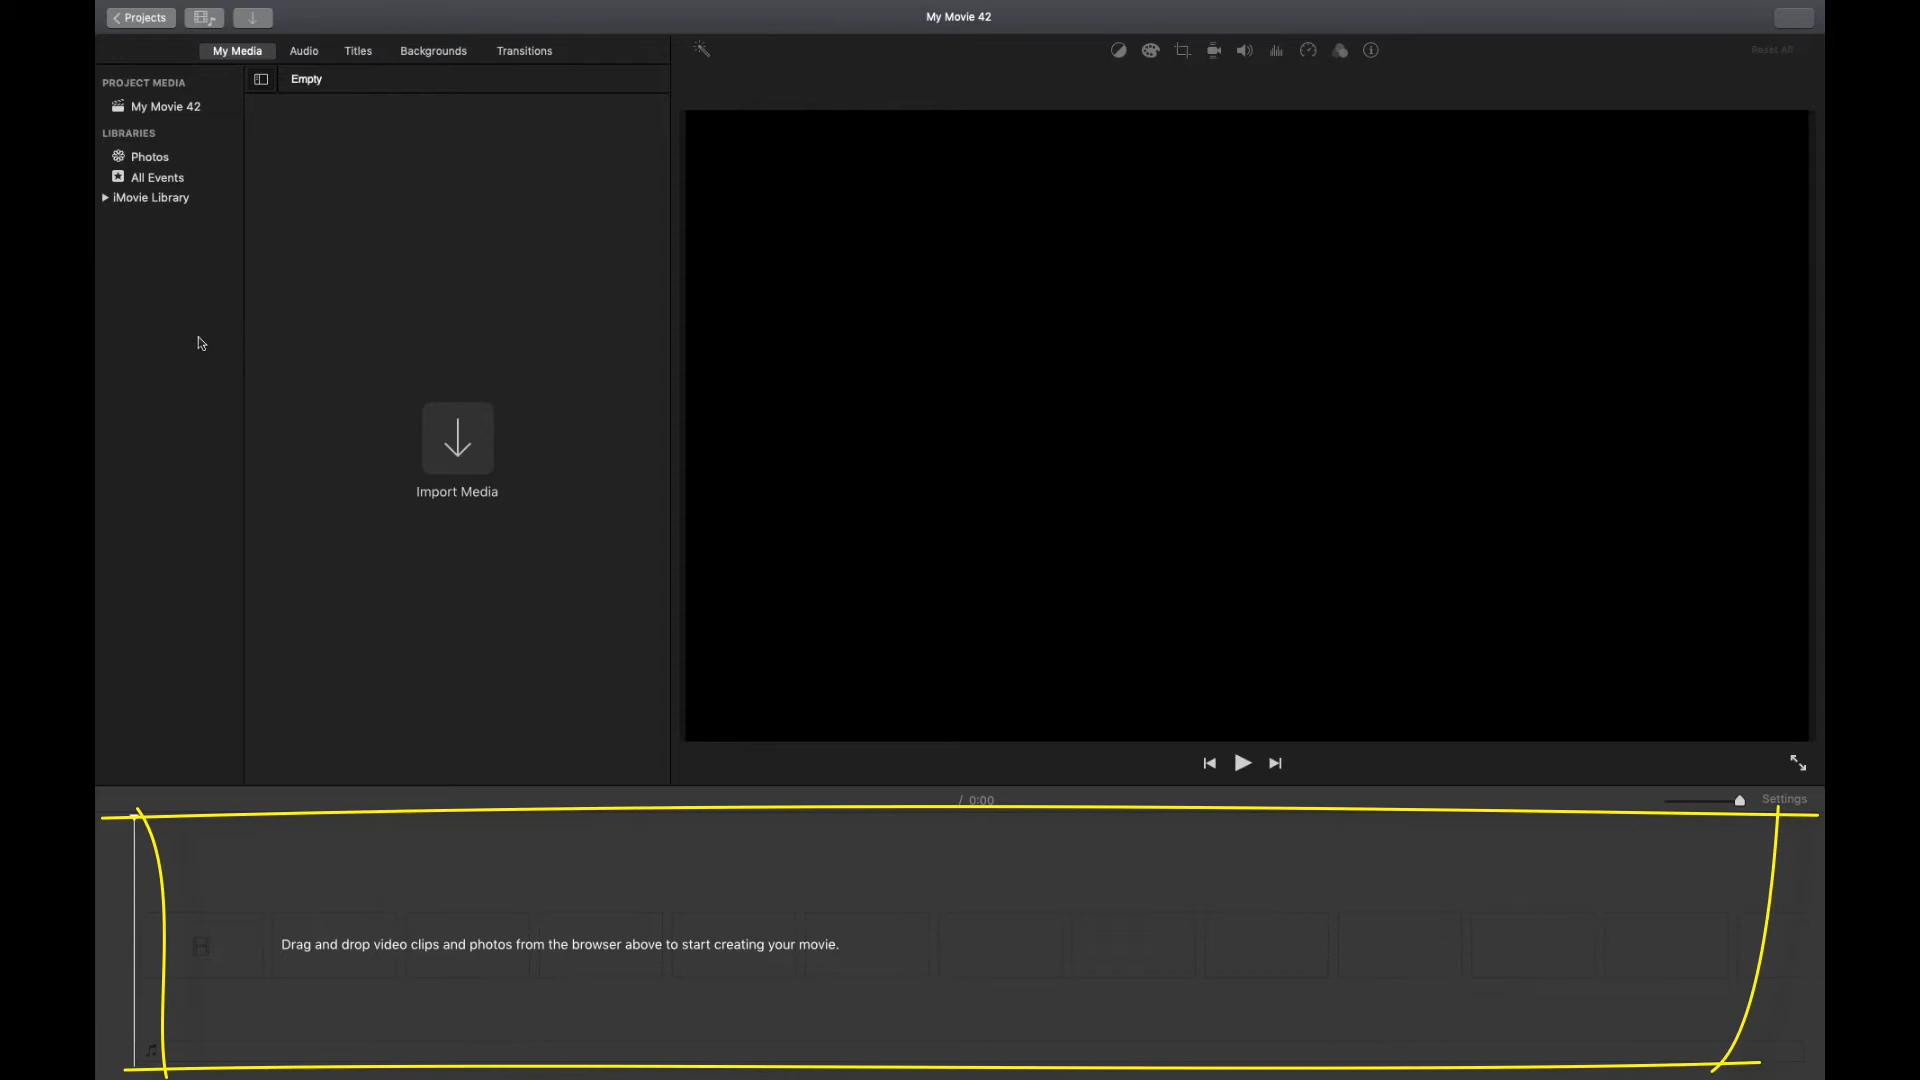 Projects
My Movie 42
My Media
Audio
Titles
Backgrounds
Transitions
Reset All
PROJECT MEDIA
Empty
My Movie 42
LIBRARIES
Photos
All Events
iMovie Library
Import Media
/ 0:00
Settings
Drag and drop video clips and photos from the browser above to start creating your movie.